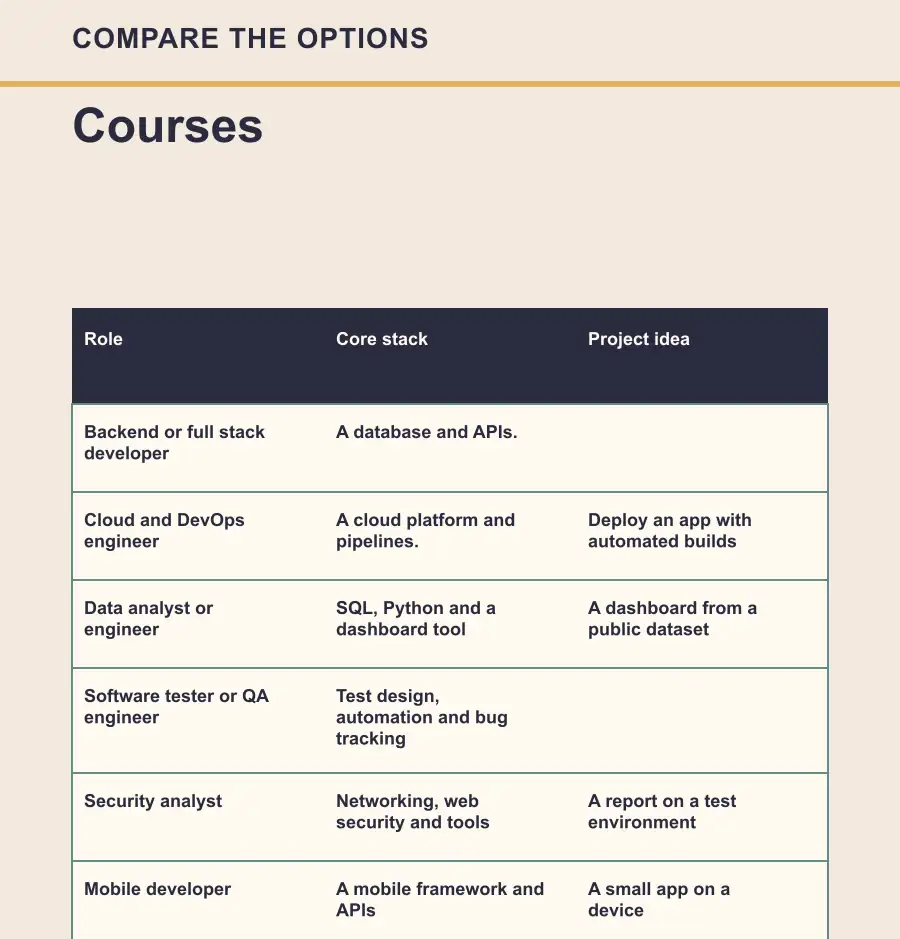 COMPARE THE OPTIONS
Courses
Role
Core stack
Project idea
Backend or full stack
developer
A database and APIs.
Cloud and DevOps
engineer
A cloud platform and
pipelines.
Deploy an app with
automated builds
Data analyst or
engineer
SQL, Python and a
dashboard tool
A dashboard from a
public dataset
Software tester or QA
engineer
Test design,
automation and bug
tracking
Security analyst
Networking, web
security and tools
A report on a test
environment
Mobile developer
A mobile framework and
APIs
A small app on a
device